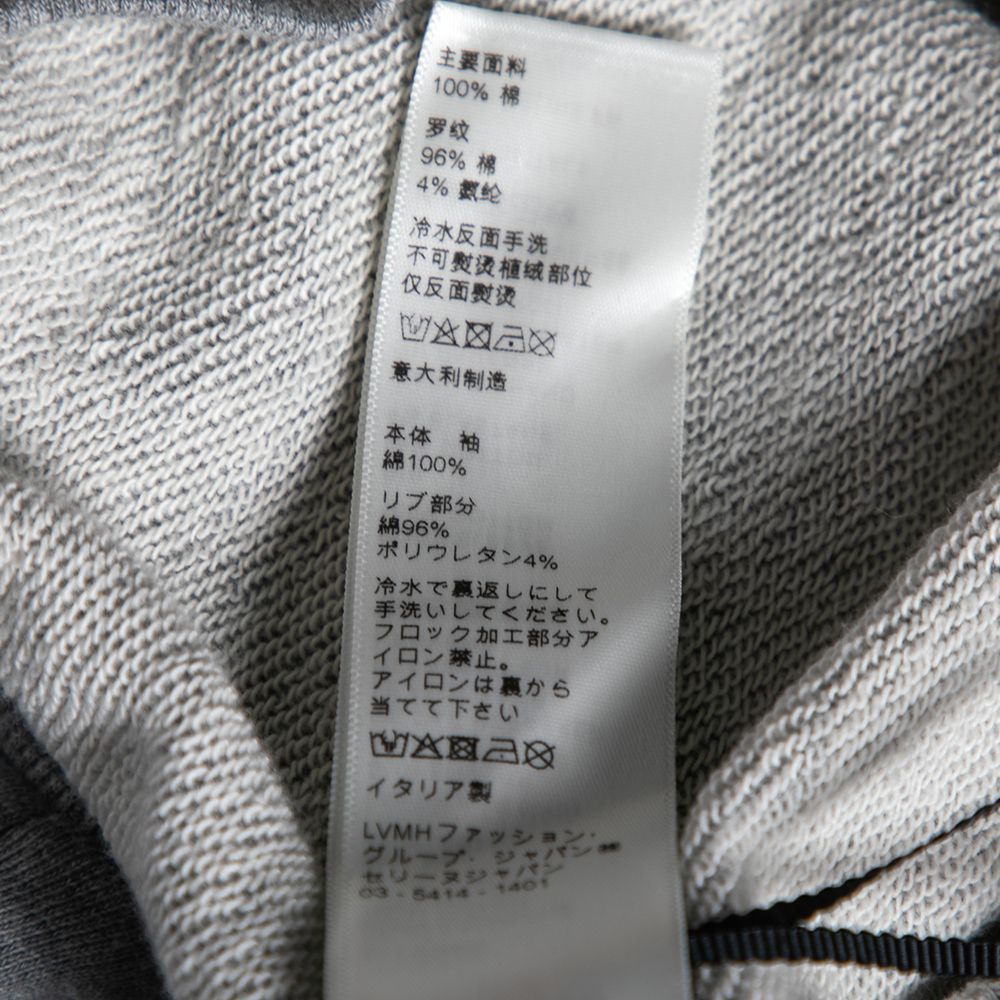 主要面料
100% 棉
罗纹
96% 棉
4% 氨纶
冷水反面手洗
不可熨烫植绒部位
仅反面熨烫
意大利制造
本体 袖
綿100%
リブ部分
綿96%
ポリウレタン4%
冷水で裏返しにして
手洗いしてください。
フロック加工部分ア
イロン禁止。
アイロンは裏から
当てて下さい
イタリア製
LVMHファッション・
グループ・ジャパン㈱
セリーヌジャパン
03-5414-1401